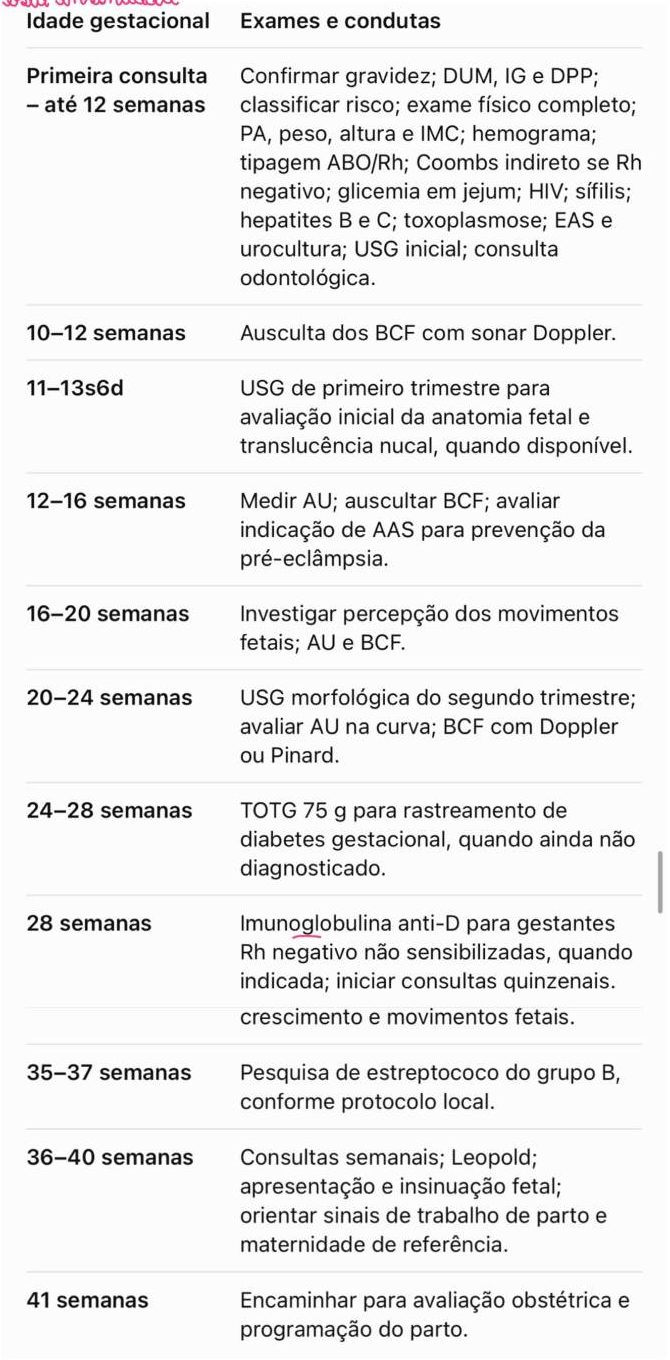 Idade gestacional Exames e condutas
Primeira consulta Confirmar gravidez; DUM, IG e DPP;
– até 12 semanas classificar risco; exame físico completo;
PA, peso, altura e IMC; hemograma;
tipagem ABO/Rh; Coombs indireto se Rh
negativo; glicemia em jejum; HIV; sífilis;
hepatites B e C; toxoplasmose; EAS e
urocultura; USG inicial; consulta
odontológica.
10–12 semanas Ausculta dos BCF com sonar Doppler.
11–13s6d USG de primeiro trimestre para
avaliação inicial da anatomia fetal e
translucência nucal, quando disponível.
12–16 semanas Medir AU; auscultar BCF; avaliar
indicação de AAS para prevenção da
pré-eclâmpsia.
16–20 semanas Investigar percepção dos movimentos
fetais; AU e BCF.
20–24 semanas USG morfológica do segundo trimestre;
avaliar AU na curva; BCF com Doppler
ou Pinard.
24–28 semanas TOTG 75 g para rastreamento de
diabetes gestacional, quando ainda não
diagnosticado.
28 semanas Imunoglobulina anti-D para gestantes
Rh negativo não sensibilizadas, quando
indicada; iniciar consultas quinzenais.
crescimento e movimentos fetais.
35–37 semanas Pesquisa de estreptococo do grupo B,
conforme protocolo local.
36–40 semanas Consultas semanais; Leopold;
apresentação e insinuação fetal;
orientar sinais de trabalho de parto e
maternidade de referência.
41 semanas Encaminhar para avaliação obstétrica e
programação do parto.